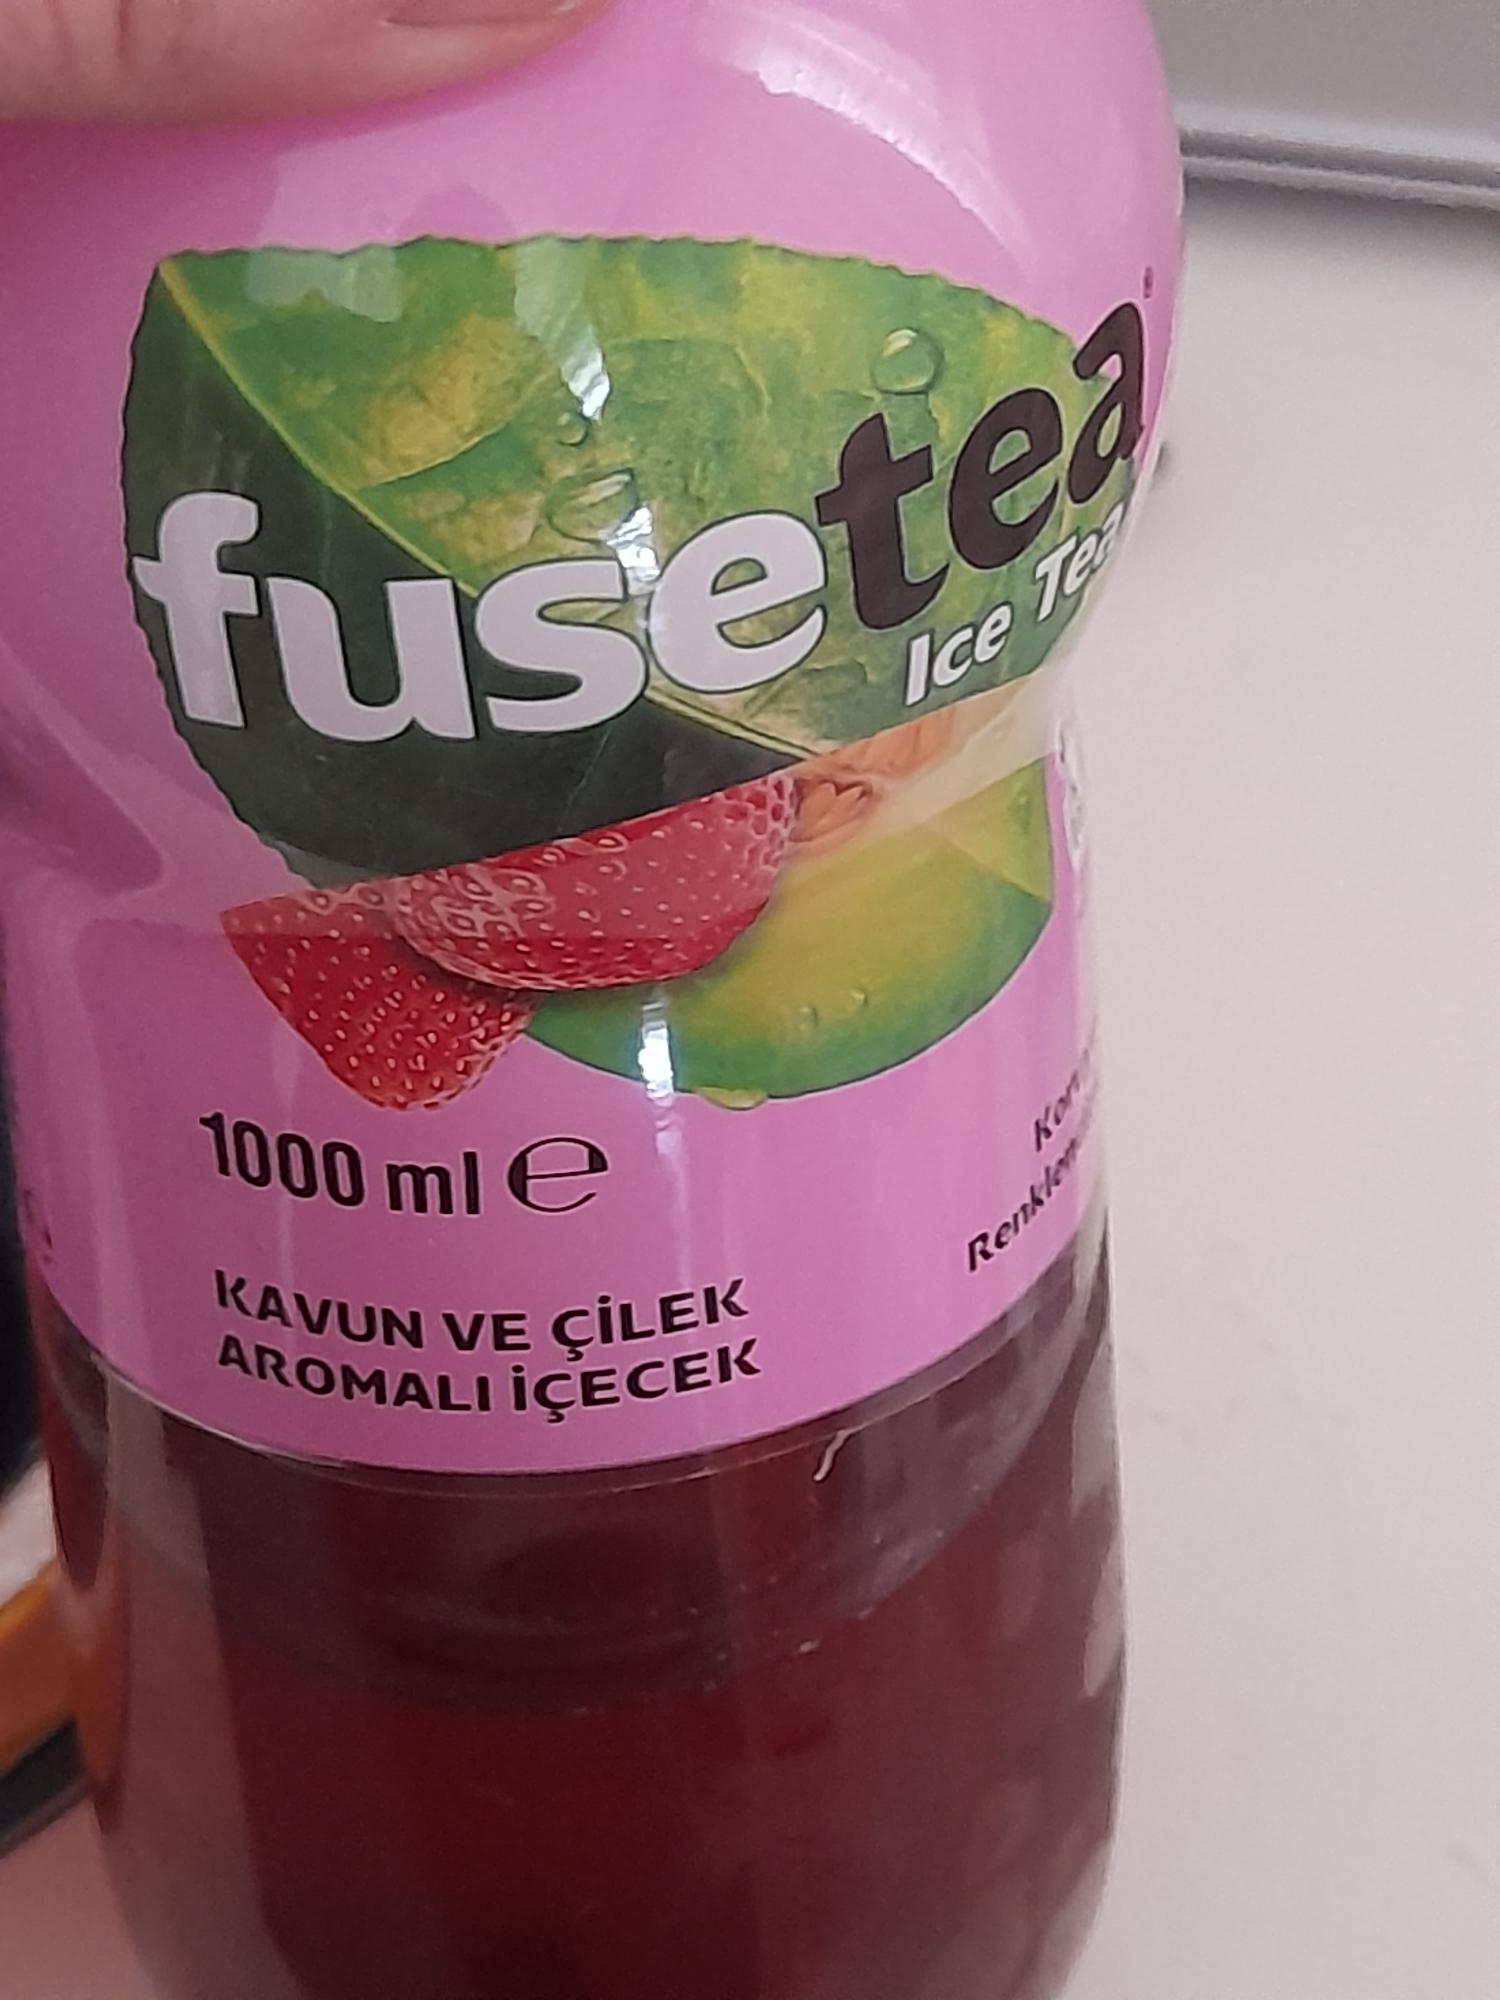 fusetea
Ice Tea
1000 ml ℮
KAVUN VE ÇİLEK
AROMALI İÇECEK